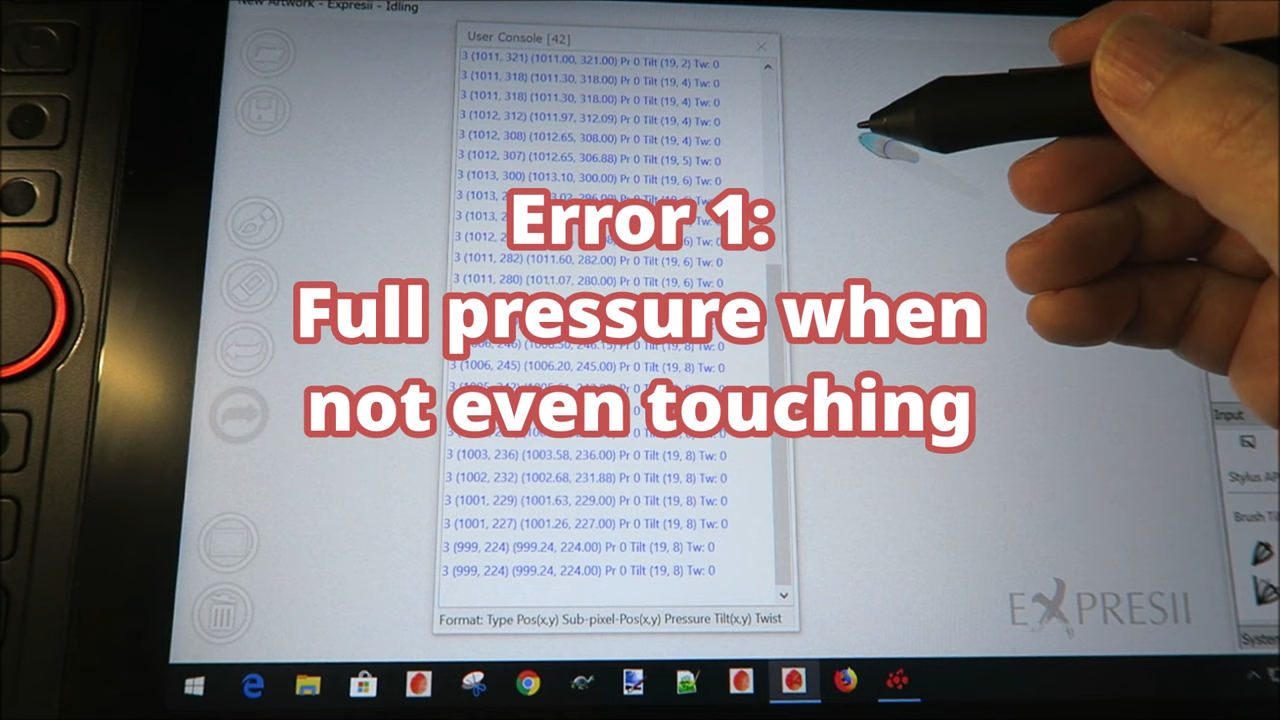 New Artwork - Expresii - Idling
User Console [42]
3 (1011, 321) (1011.00, 321.00) Pr 0 Tilt (19, 2) Tw: 0
3 (1011, 318) (1011.30, 318.00) Pr 0 Tilt (19, 4) Tw: 0
3 (1011, 318) (1011.30, 318.00) Pr 0 Tilt (19, 4) Tw: 0
3 (1012, 312) (1011.97, 312.09) Pr 0 Tilt (19, 4) Tw: 0
3 (1012, 308) (1012.65, 308.00) Pr 0 Tilt (19, 4) Tw: 0
3 (1012, 307) (1012.65, 306.88) Pr 0 Tilt (19, 5) Tw: 0
3 (1013, 300) (1013.10, 300.00) Pr 0 Tilt (19, 6) Tw: 0
3 (1013,
3 (1013,
3 (1012,
Error 1:
3 (1011, 282) (1011.60, 282.00) Pr 0 Tilt (19, 6) Tw: 0
3 (1011, 280) (1011.07, 280.00) Pr 0 Tilt (19, 6) Tw: 0
Full pressure when
3 (1006, 245) (1006.20, 245.00) Pr 0 Tilt (19, 8) Tw: 0
not even touching
3 (1003, 236) (1003.58, 236.00) Pr 0 Tilt (19, 8) Tw: 0
3 (1002, 232) (1002.68, 231.88) Pr 0 Tilt (19, 8) Tw: 0
3 (1001, 229) (1001.63, 229.00) Pr 0 Tilt (19, 8) Tw: 0
3 (1001, 227) (1001.26, 227.00) Pr 0 Tilt (19, 8) Tw: 0
3 (999, 224) (999.24, 224.00) Pr 0 Tilt (19, 8) Tw: 0
3 (999, 224) (999.24, 224.00) Pr 0 Tilt (19, 8) Tw: 0
Format: Type Pos(x,y) Sub-pixel-Pos(x,y) Pressure Tilt(x,y) Twist
Input
Stylus
Brush
EXPRESII